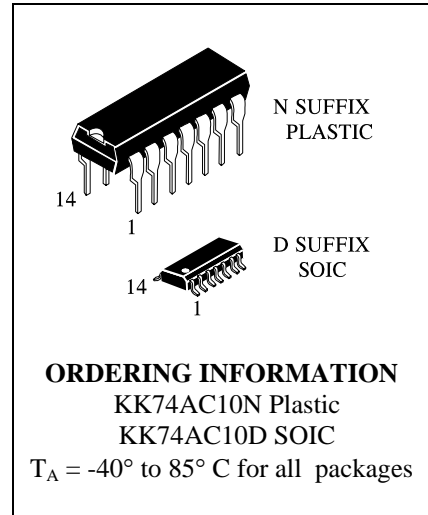 N SUFFIX
PLASTIC
14
1
D SUFFIX
SOIC
14
1
ORDERING INFORMATION
KK74AC10N Plastic
KK74AC10D SOIC
TA = -40° to 85° C for all packages